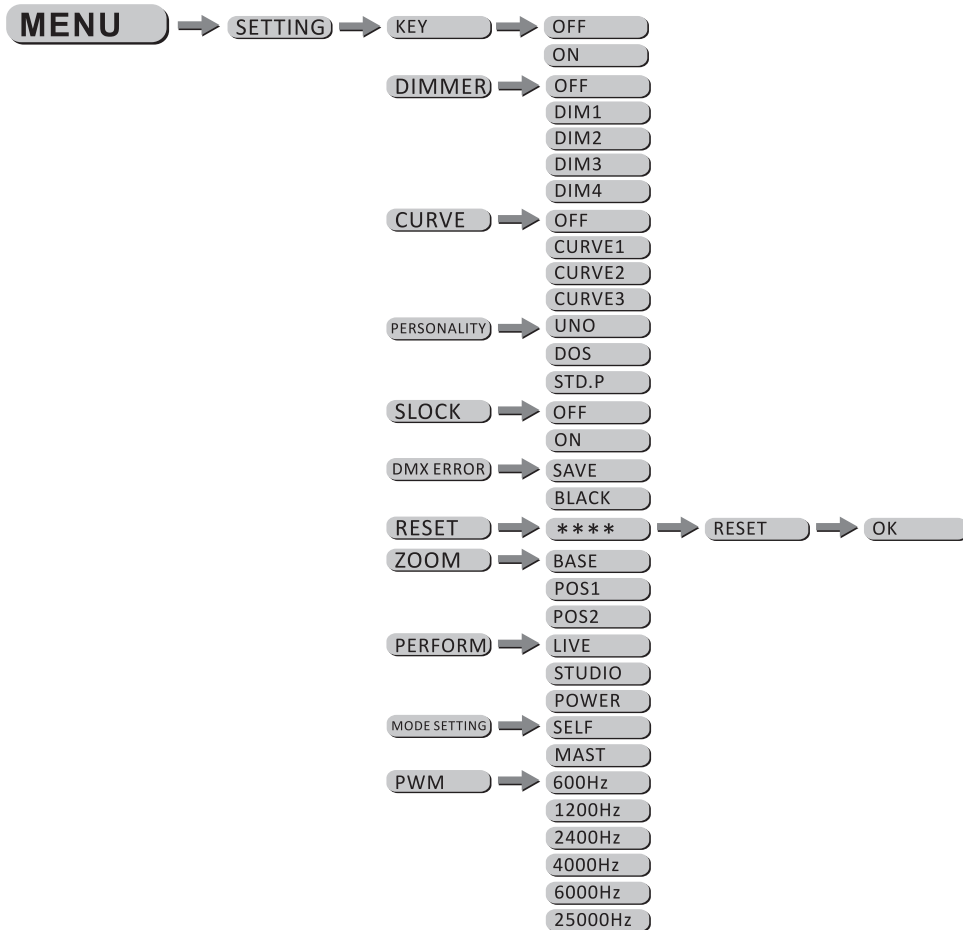 MENU SETTING KEY OFF
ON
DIMMER OFF
DIM1
DIM2
DIM3
DIM4
CURVE OFF
CURVE1
CURVE2
CURVE3
PERSONALITY UNO
DOS
STD.P
SLOCK OFF
ON
DMX ERROR SAVE
BLACK
RESET **** RESET OK
ZOOM BASE
POS1
POS2
PERFORM LIVE
STUDIO
POWER
MODE SETTING SELF
MAST
PWM 600Hz
1200Hz
2400Hz
4000Hz
6000Hz
25000Hz